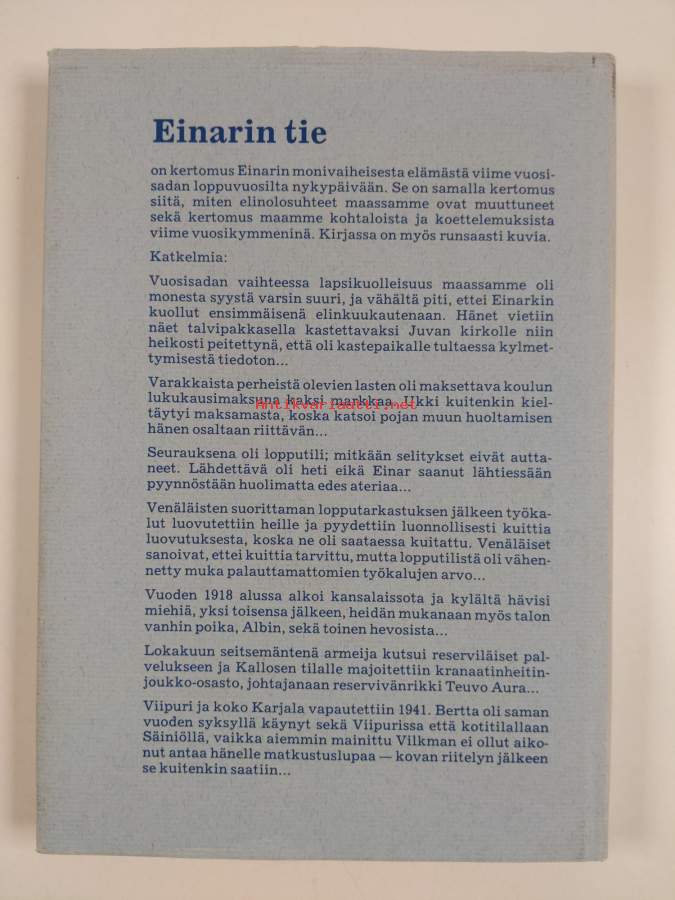 Einarin tie
on kertomus Einarin monivaiheisesta elämästä viime vuosi-
sadan loppuvuosilta nykypäivään. Se on samalla kertomus
siitä, miten elinolosuhteet maassamme ovat muuttuneet
sekä kertomus maamme kohtaloista ja koettelemuksista
viime vuosikymmeninä. Kirjassa on myös runsaasti kuvia.
Katkelmia:
Vuosisadan vaihteessa lapsikuolleisuus maassamme oli
monesta syystä varsin suuri, ja vähältä piti, ettei Einarkin
kuollut ensimmäisenä elinkuukautenaan. Hänet vietiin
näet talvipakkasella kastettavaksi Juvan kirkolle niin
heikosti peitettynä, että oli kastepaikalle tultaessa kylmet-
tymisestä tiedoton...
Varakkaista perheistä olevien lasten oli maksettava koulun
lukukausimaksuna kaksi markkaa. Ukki kuitenkin kiel-
Antikvariaatti.net
täytyi maksamasta, koska katsoi pojan muun huoltamisen
hänen osaltaan riittävän...
Seurauksena oli lopputili; mitkään selitykset eivät autta-
neet. Lähdettävä oli heti eikä Einar saanut lähtiessään
pyynnöstään huolimatta edes ateriaa...
Venäläisten suorittaman lopputarkastuksen jälkeen työka-
lut luovutettiin heille ja pyydettiin luonnollisesti kuittia
luovutuksesta, koska ne oli saataessa kuitattu. Venäläiset
sanoivat, ettei kuittia tarvittu, mutta lopputilistä oli vähen-
netty muka palauttamattomien työkalujen arvo...
Vuoden 1918 alussa alkoi kansalaissota ja kylältä hävisi
miehiä, yksi toisensa jälkeen, heidän mukanaan myös talon
vanhin poika, Albin, sekä toinen hevosista...
Lokakuun seitsemäntenä armeija kutsui reserviläiset pal-
velukseen ja Kallosen tilalle majoitettiin kranaatinheitin-
joukko-osasto, johtajanaan reservivänrikki Teuvo Aura...
Viipuri ja koko Karjala vapautettiin 1941. Bertta oli saman
vuoden syksyllä käynyt sekä Viipurissa että kotitilallaan
Säiniöllä, vaikka aiemmin mainittu Vilkman ei ollut aiko-
nut antaa hänelle matkustuslupaa — kovan riitelyn jälkeen
se kuitenkin saatiin...